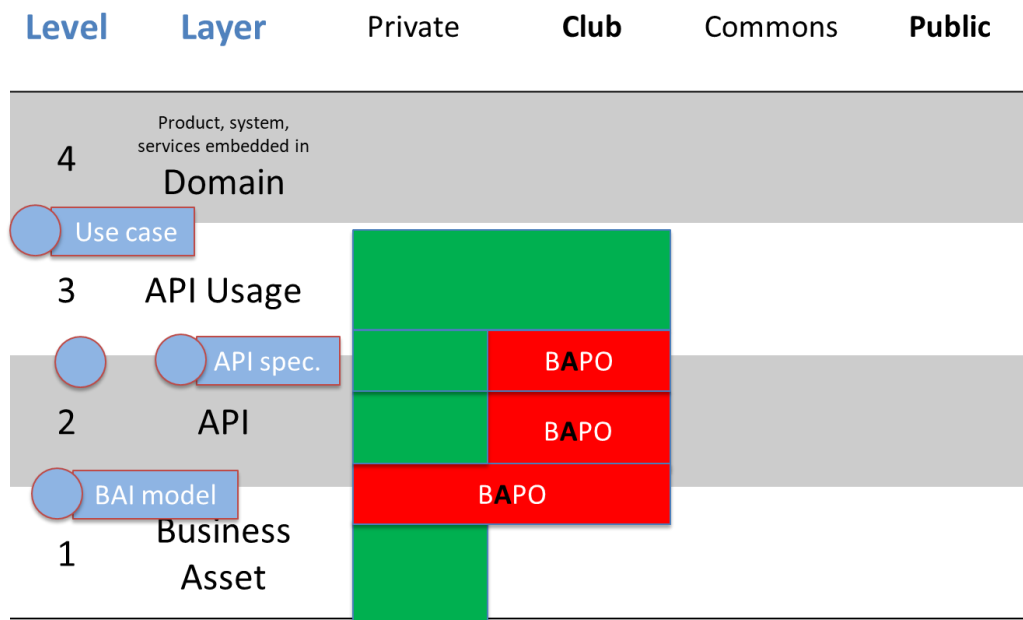 Level Layer Private Club Commons Public
Product, system,
services embedded in
4
Domain
Use case
3 API Usage
API spec.
BAPO
2 API
BAPO
BAI model
BAPO
Business
1
Asset